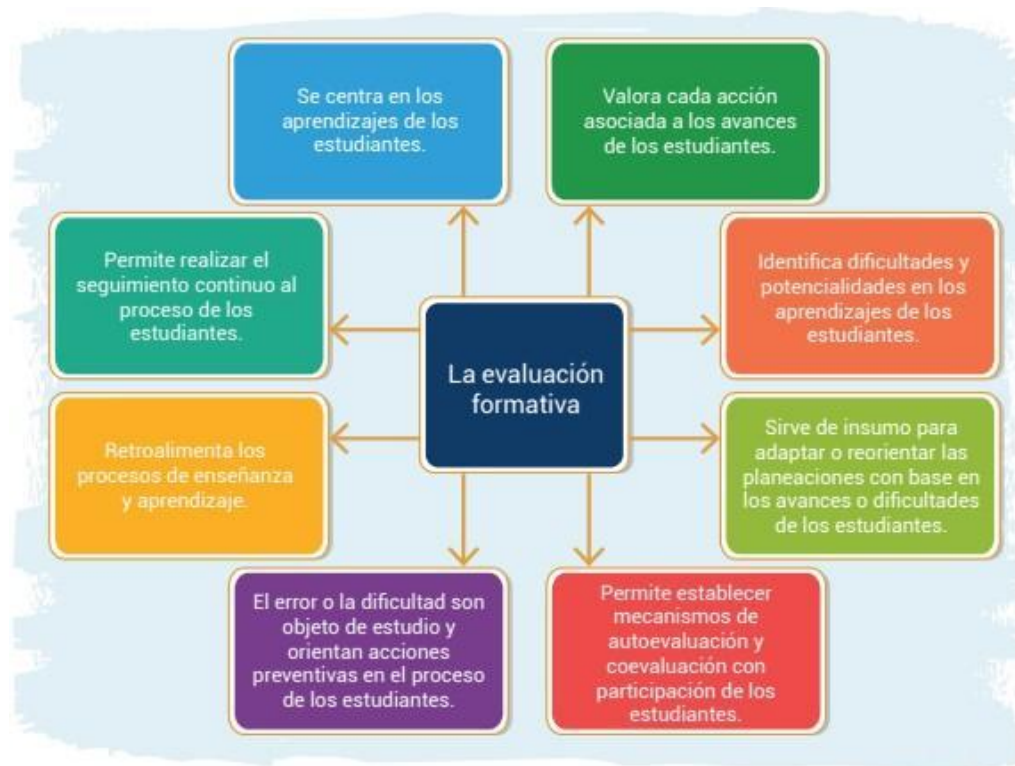 Se centra en los
aprendizajes de los
estudiantes.
Valora cada acción
asociada a los avances
de los estudiantes.
Permite realizar el
seguimiento continuo al
proceso de los
estudiantes.
Identifica dificultades y
potencialidades en los
aprendizajes de los
estudiantes.
La evaluación
formativa
Retroalimenta los
procesos de enseñanza
y aprendizaje.
Sirve de insumo para
adaptar o reorientar las
planeaciones con base en
los avances o dificultades
de los estudiantes.
El error o la dificultad son
objeto de estudio y
orientan acciones
preventivas en el proceso
de los estudiantes.
Permite establecer
mecanismos de
autoevaluación y
coevaluación con
participación de los
estudiantes.